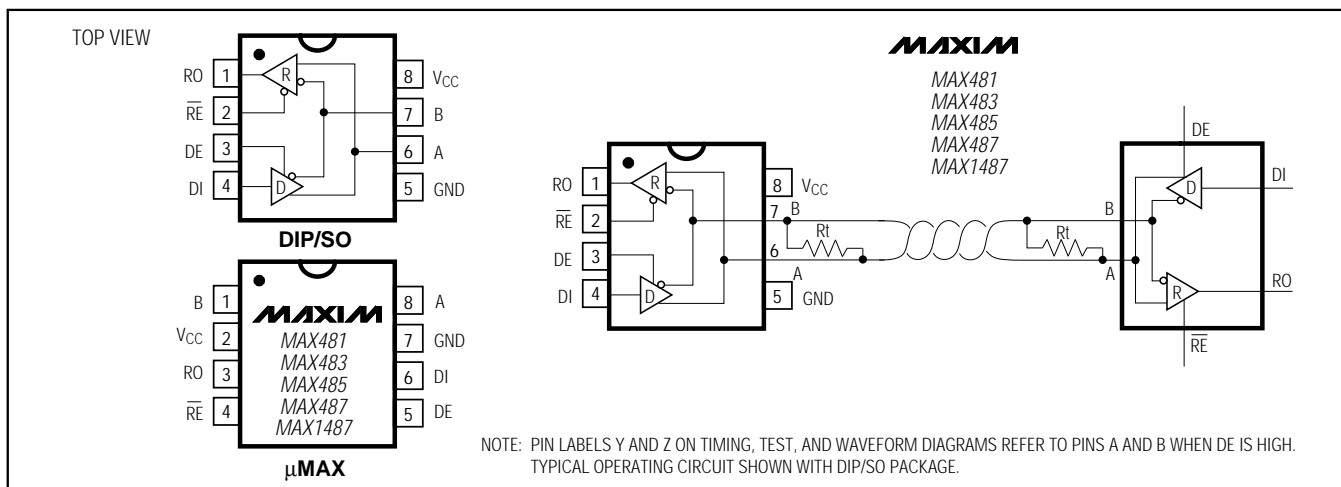 TOP VIEW
RO 1
R
8 VCC
RE 2
7 B
DE 3
6 A
DI 4
D
5 GND
DIP/SO
B 1
MAXIM
8 A
VCC 2
MAX481
7 GND
MAX483
RO 3
MAX485
6 DI
MAX487
RE 4
5 DE
MAX1487
μMAX
MAXIM
MAX481
MAX483
MAX485
MAX487
MAX1487
RO 1
R
8 VCC
RE 2
7 B
Rt
DE 3
6
A
DI 4
D
5 GND
DE
D
DI
B
Rt
A
R
RO
RE
NOTE: PIN LABELS Y AND Z ON TIMING, TEST, AND WAVEFORM DIAGRAMS REFER TO PINS A AND B WHEN DE IS HIGH.
TYPICAL OPERATING CIRCUIT SHOWN WITH DIP/SO PACKAGE.